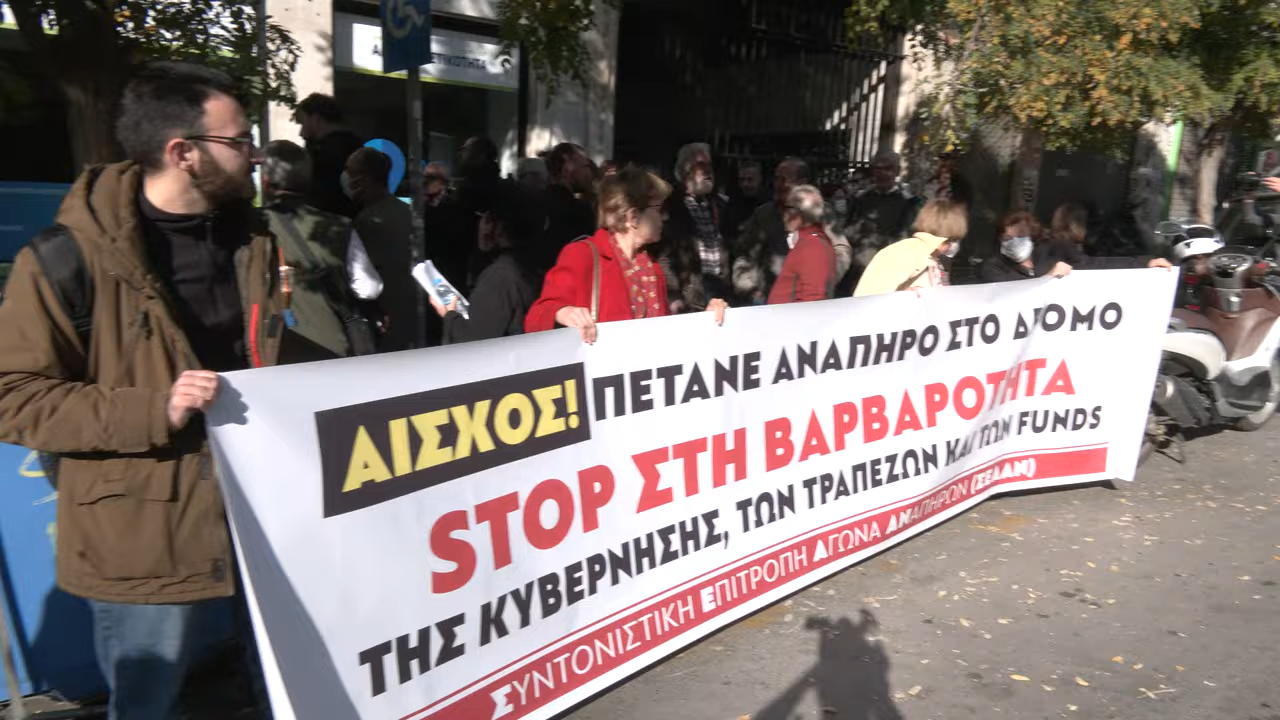 ΑΙΣΧΟΣ! ΠΕΤΑΝΕ ΑΝΑΠΗΡΟ ΣΤΟ ΔΡΟΜΟ
STOP ΣΤΗ ΒΑΡΒΑΡΟΤΗΤΑ
ΤΗΣ ΚΥΒΕΡΝΗΣΗΣ, ΤΩΝ ΤΡΑΠΕΖΩΝ ΚΑΙ ΤΩΝ FUNDS
ΣΥΝΤΟΝΙΣΤΙΚΗ ΕΠΙΤΡΟΠΗ ΑΓΩΝΑ ΑΝΑΠΗΡΩΝ (ΣΕΑΑΝ)